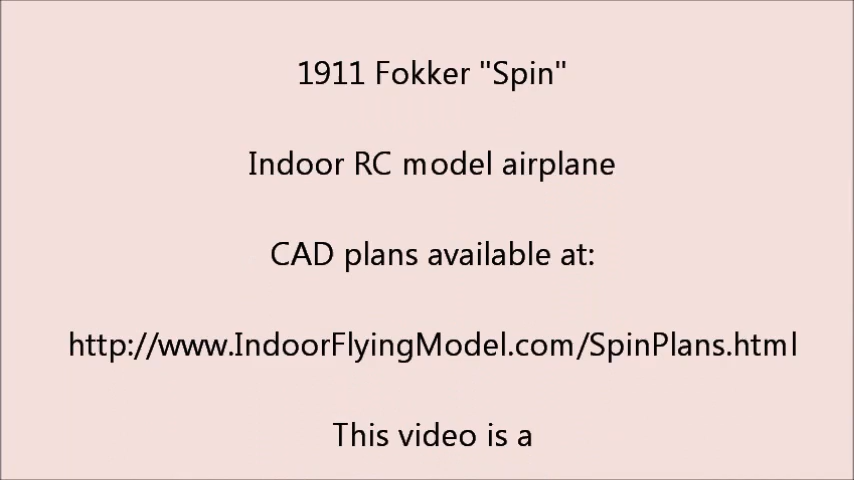 1911 Fokker "Spin"
Indoor RC model airplane
CAD plans available at:
http://www.IndoorFlyingModel.com/SpinPlans.html
This video is a